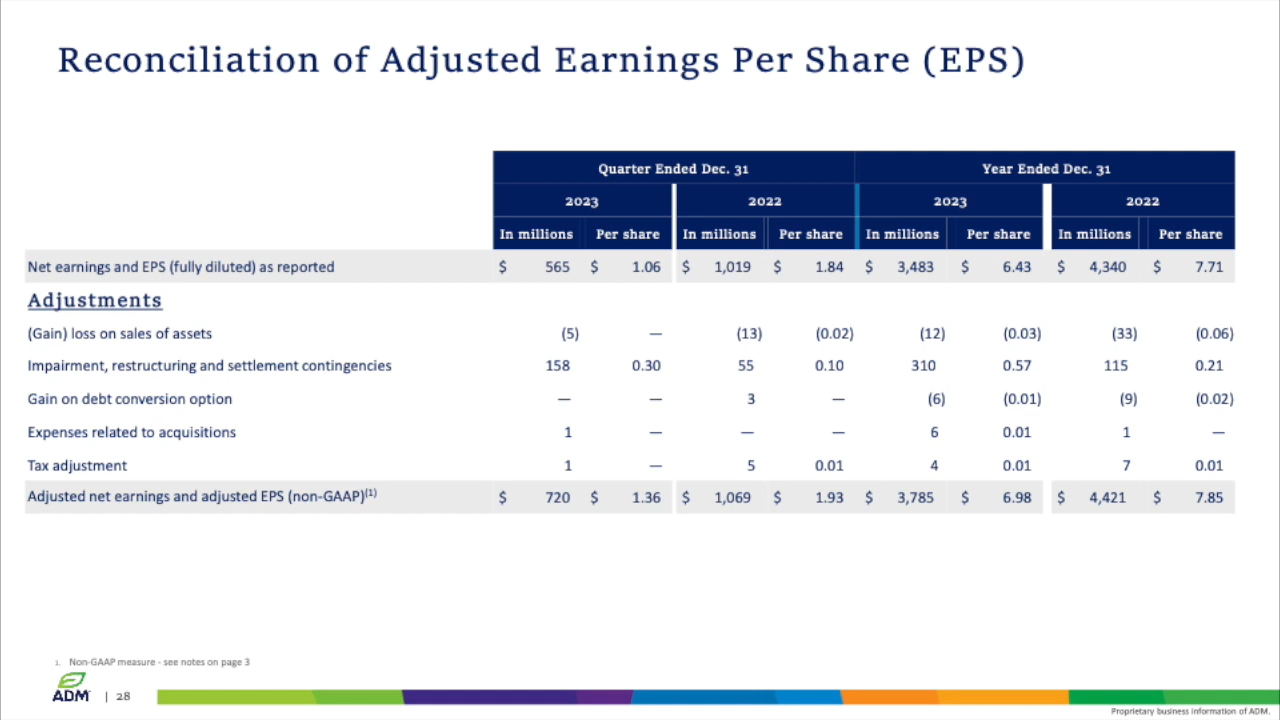 Reconciliation of Adjusted Earnings Per Share (EPS)
Quarter Ended Dec. 31 Year Ended Dec. 31
2023 2022 2023 2022
In millions Per share In millions Per share In millions Per share In millions Per share
Net earnings and EPS (fully diluted) as reported $ 565 $ 1.06 $ 1,019 $ 1.84 $ 3,483 $ 6.43 $ 4,340 $ 7.71
Adjustments
(Gain) loss on sales of assets (5) — (13) (0.02) (12) (0.03) (33) (0.06)
Impairment, restructuring and settlement contingencies 158 0.30 55 0.10 310 0.57 115 0.21
Gain on debt conversion option — — 3 — (6) (0.01) (9) (0.02)
Expenses related to acquisitions 1 — — — 6 0.01 1 —
Tax adjustment 1 — 5 0.01 4 0.01 7 0.01
Adjusted net earnings and adjusted EPS (non-GAAP)(1) $ 720 $ 1.36 $ 1,069 $ 1.93 $ 3,785 $ 6.98 $ 4,421 $ 7.85
1. Non-GAAP measure - see notes on page 3
ADM | 28
Proprietary business information of ADM.